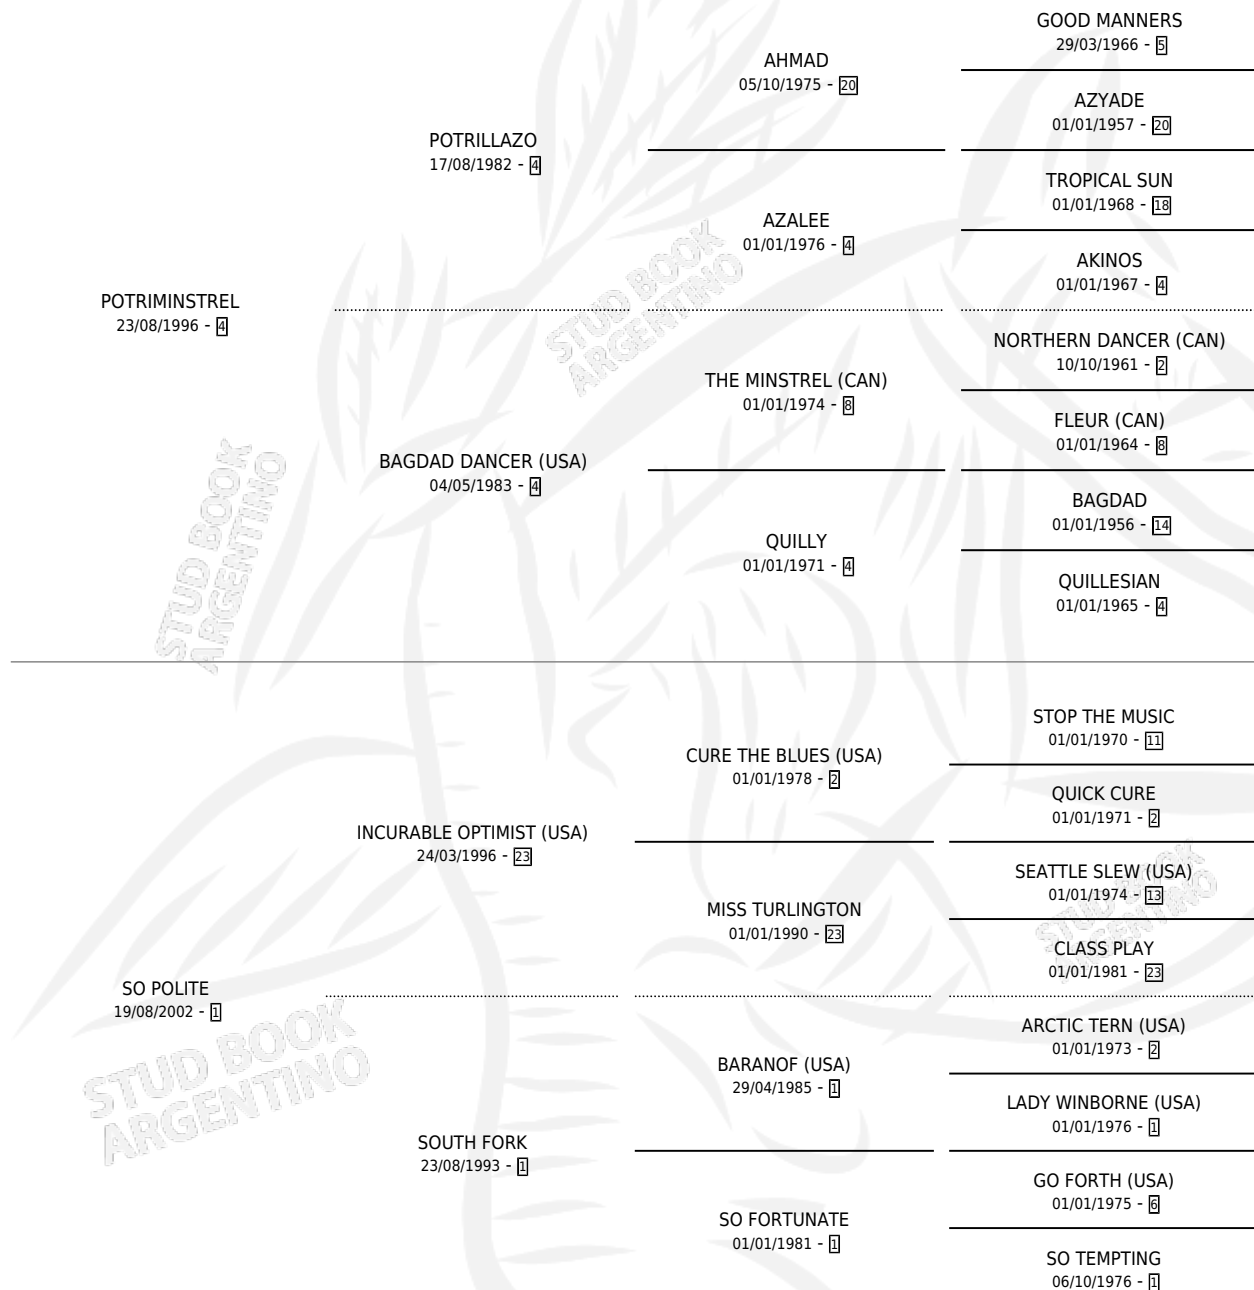 GOOD MANNERS
29/03/1966 - 5
AHMAD
05/10/1975 - 20
AZYADE
01/01/1957 - 20
POTRILLAZO
17/08/1982 - 4
TROPICAL SUN
01/01/1968 - 18
AZALEE
01/01/1976 - 4
AKINOS
01/01/1967 - 4
POTRIMINSTREL
23/08/1996 - 4
STUD BOOK
ARGENTINO
NORTHERN DANCER (CAN)
10/10/1961 - 2
THE MINSTREL (CAN)
01/01/1974 - 8
FLEUR (CAN)
01/01/1964 - 8
BAGDAD DANCER (USA)
04/05/1983 - 4
BAGDAD
01/01/1956 - 14
QUILLY
01/01/1971 - 4
QUILLESIAN
01/01/1965 - 4
STUD BOOK
ARGENTINO
STOP THE MUSIC
01/01/1970 - 11
CURE THE BLUES (USA)
01/01/1978 - 2
QUICK CURE
01/01/1971 - 2
INCURABLE OPTIMIST (USA)
24/03/1996 - 23
SEATTLE SLEW (USA)
01/01/1974 - 13
MISS TURLINGTON
01/01/1990 - 23
STUD BOOK
ARGENTINO
CLASS PLAY
01/01/1981 - 23
SO POLITE
19/08/2002 - 1
STUD BOOK
ARGENTINO
ARCTIC TERN (USA)
01/01/1973 - 2
BARANOF (USA)
29/04/1985 - 1
LADY WINBORNE (USA)
01/01/1976 - 1
SOUTH FORK
23/08/1993 - 1
GO FORTH (USA)
01/01/1975 - 6
SO FORTUNATE
01/01/1981 - 1
SO TEMPTING
06/10/1976 - 1